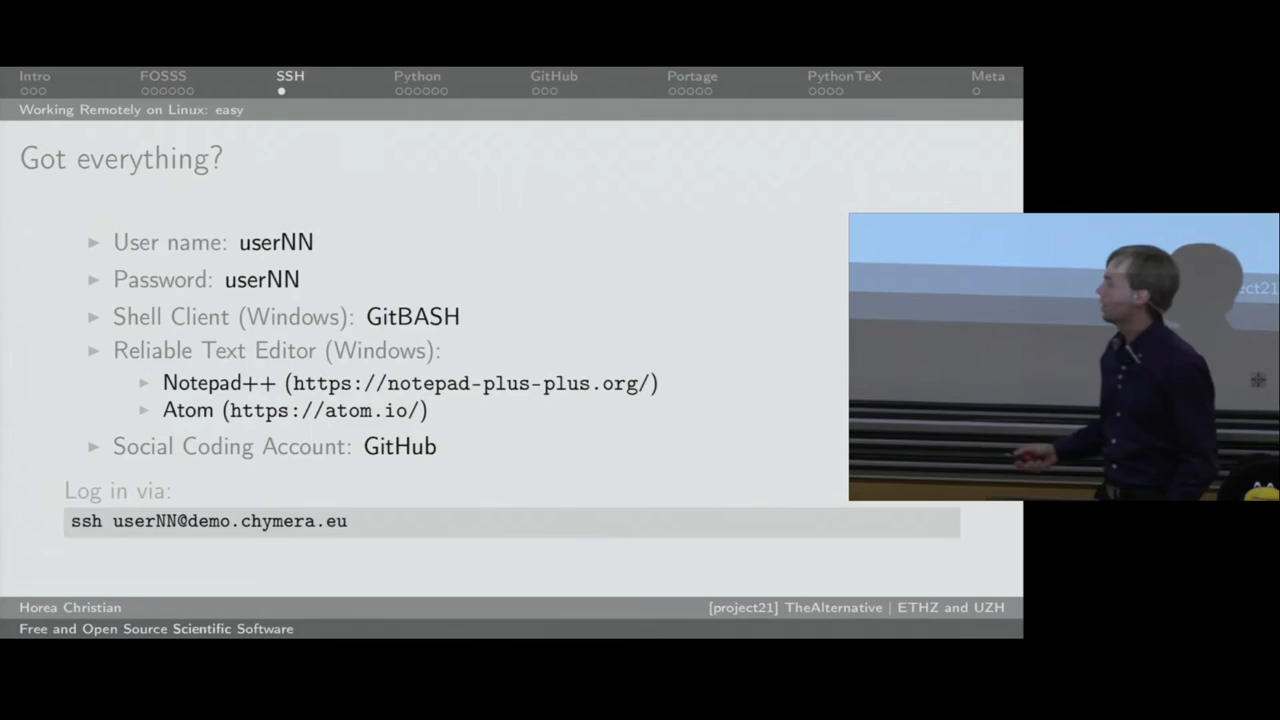 Intro FOSSS SSH Python GitHub Portage PythonTeX Meta
Working Remotely on Linux: easy
Got everything?
User name: userNN
Password: userNN
Shell Client (Windows): GitBASH
Reliable Text Editor (Windows):
Notepad++ (https://notepad-plus-plus.org/)
Atom (https://atom.io/)
Social Coding Account: GitHub
Log in via:
ssh userNN@demo.chymera.eu
Horea Christian [project21] TheAlternative | ETHZ and UZH
Free and Open Source Scientific Software
ect21